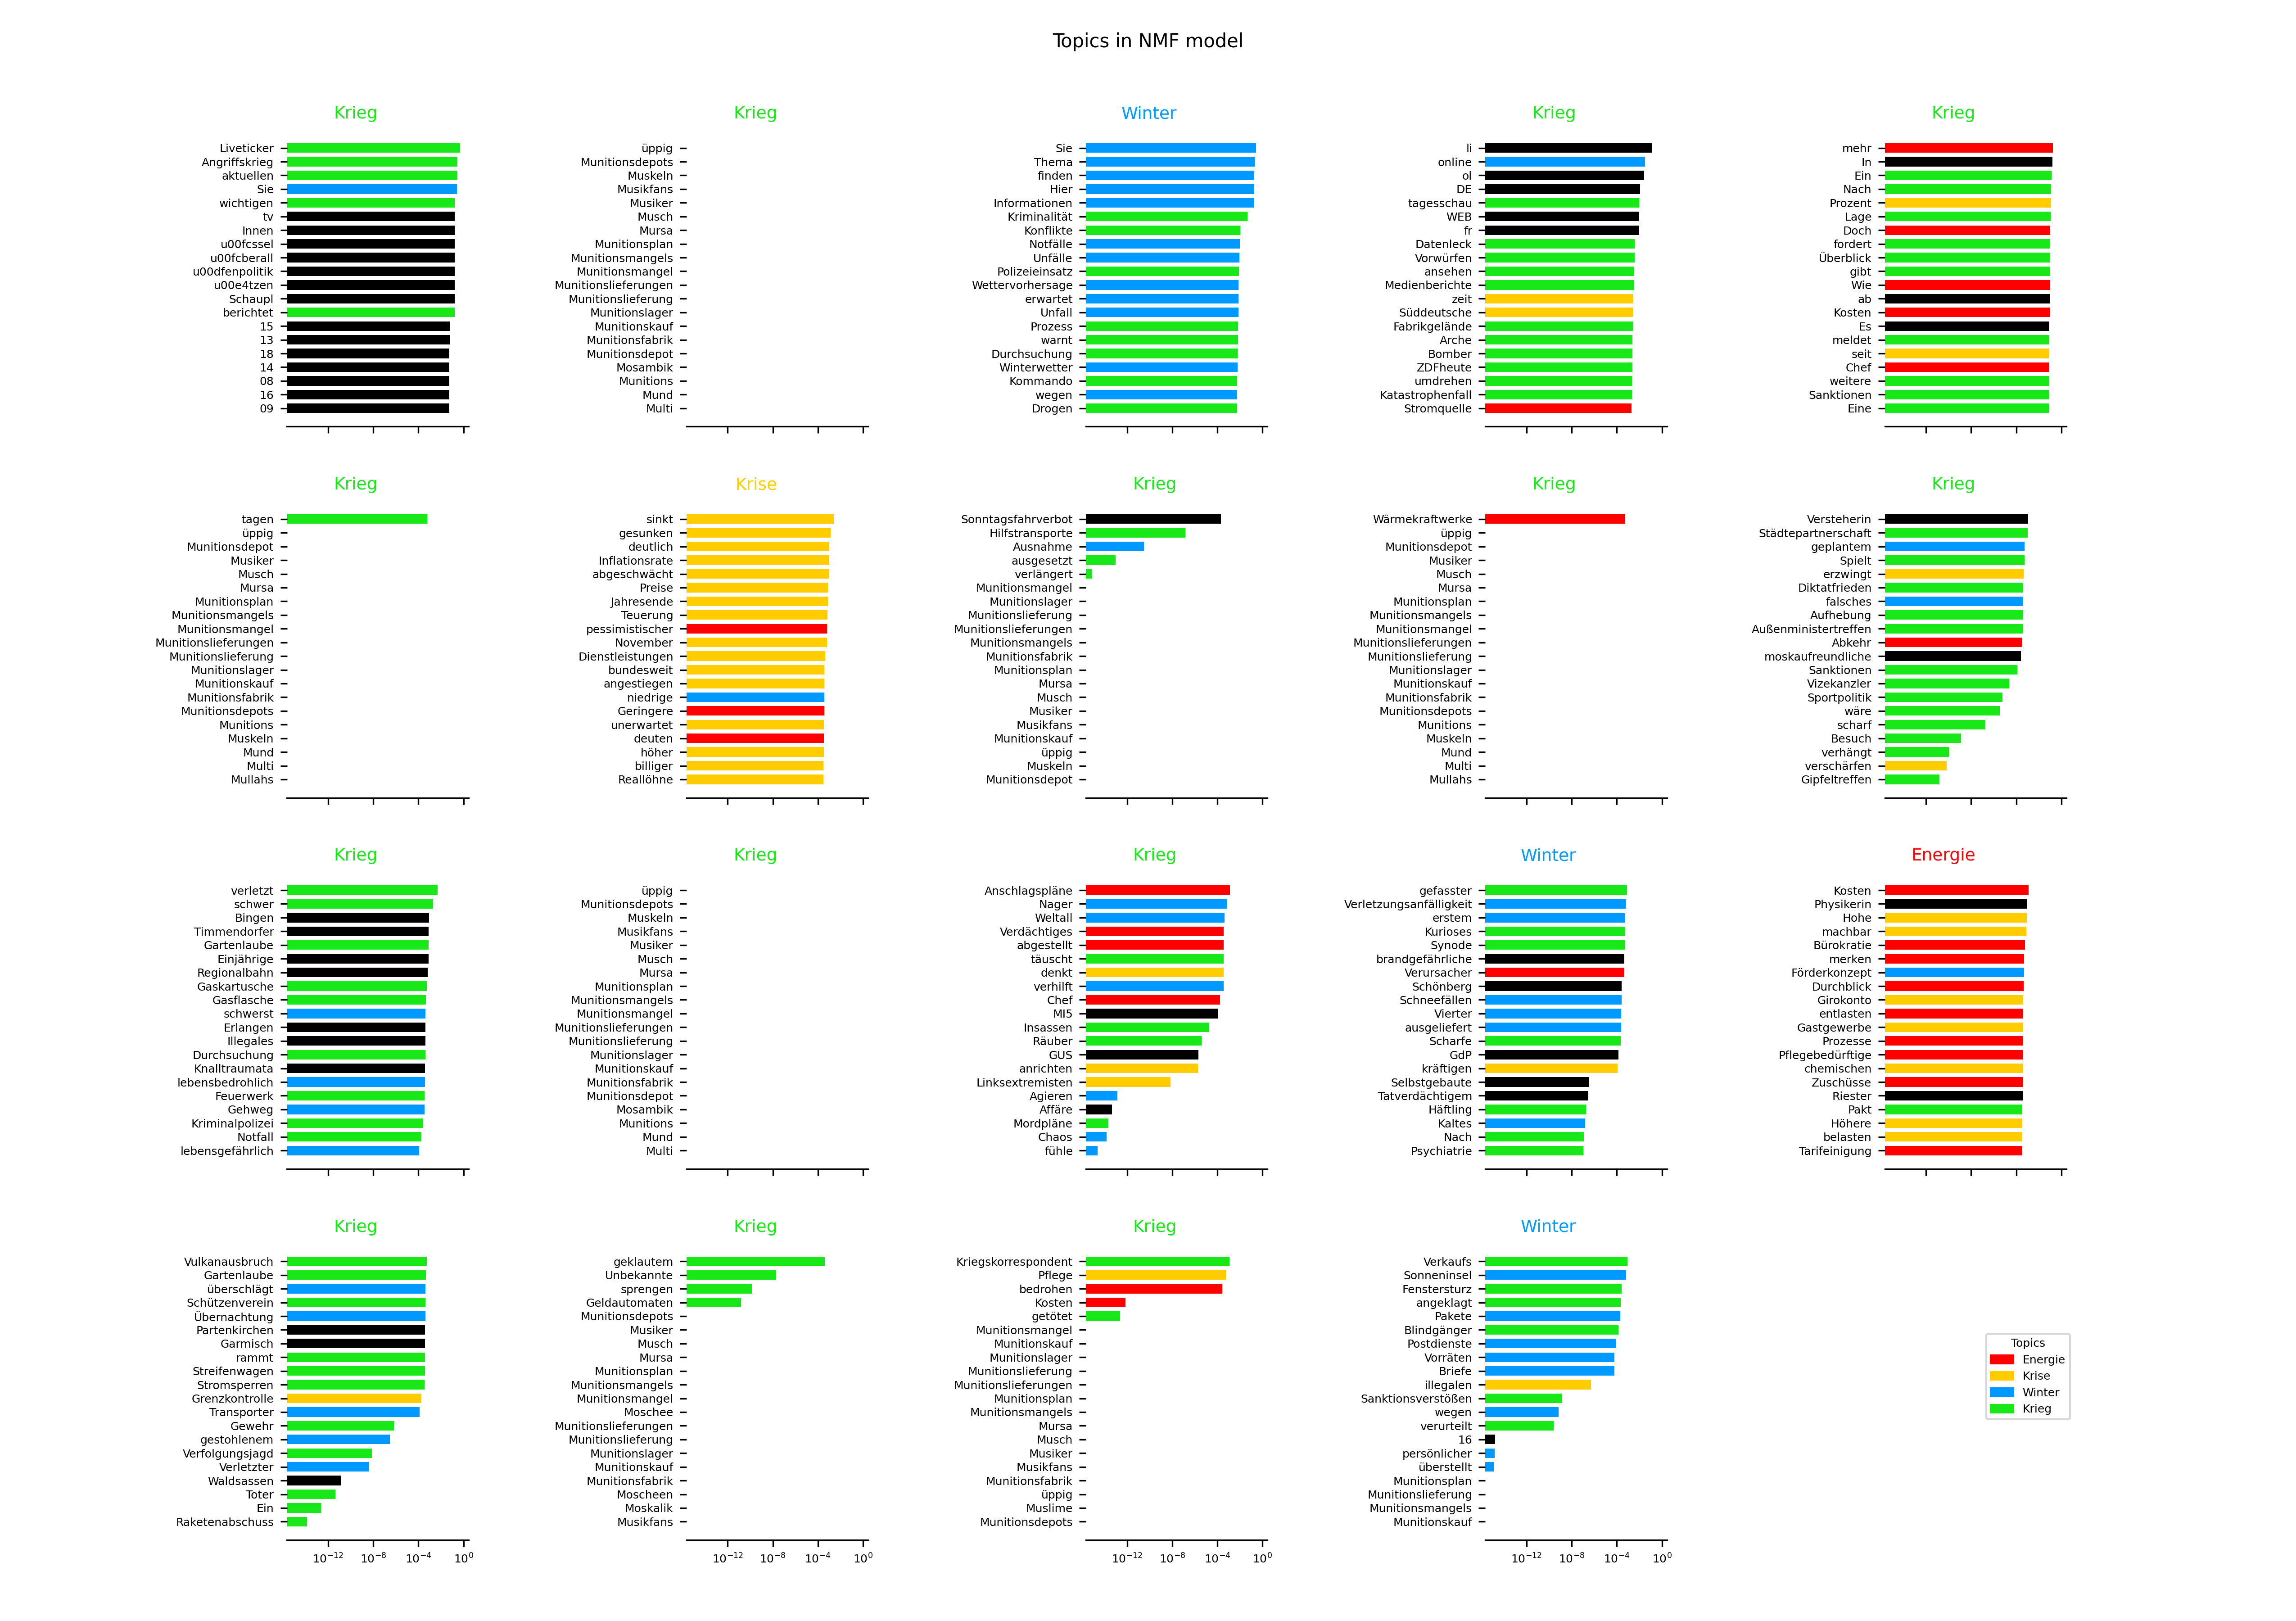 Topics in NMF model
Krieg
Liveticker
Angriffskrieg
aktuellen
Sie
wichtigen
tv
Innen
u00fcssel
u00fcberall
u00dfenpolitik
u00e4tzen
Schaupl
berichtet
15
13
18
14
08
16
09
Krieg
üppig
Munitionsdepots
Muskeln
Musikfans
Musiker
Musch
Mursa
Munitionsplan
Munitionsmangels
Munitionsmangel
Munitionslieferungen
Munitionslieferung
Munitionslager
Munitionskauf
Munitionsfabrik
Munitionsdepot
Mosambik
Munitions
Mund
Multi
Winter
Sie
Thema
finden
Hier
Informationen
Kriminalität
Konflikte
Notfälle
Unfälle
Polizeieinsatz
Wettervorhersage
erwartet
Unfall
Prozess
warnt
Durchsuchung
Winterwetter
Kommando
wegen
Drogen
Krieg
li
online
ol
DE
tagesschau
WEB
fr
Datenleck
Vorwürfen
ansehen
Medienberichte
zeit
Süddeutsche
Fabrikgelände
Arche
Bomber
ZDFheute
umdrehen
Katastrophenfall
Stromquelle
Krieg
mehr
In
Ein
Nach
Prozent
Lage
Doch
fordert
Überblick
gibt
Wie
ab
Kosten
Es
meldet
seit
Chef
weitere
Sanktionen
Eine
Krieg
tagen
üppig
Munitionsdepot
Musiker
Musch
Mursa
Munitionsplan
Munitionsmangels
Munitionsmangel
Munitionslieferungen
Munitionslieferung
Munitionslager
Munitionskauf
Munitionsfabrik
Munitionsdepots
Munitions
Muskeln
Mund
Multi
Mullahs
Krise
sinkt
gesunken
deutlich
Inflationsrate
abgeschwächt
Preise
Jahresende
Teuerung
pessimistischer
November
Dienstleistungen
bundesweit
angestiegen
niedrige
Geringere
unerwartet
deuten
höher
billiger
Reallöhne
Krieg
Sonntagsfahrverbot
Hilfstransporte
Ausnahme
ausgesetzt
verlängert
Munitionsmangel
Munitionslager
Munitionslieferung
Munitionslieferungen
Munitionsmangels
Munitionsfabrik
Munitionsplan
Mursa
Musch
Musiker
Musikfans
Munitionskauf
üppig
Muskeln
Munitionsdepot
Krieg
Wärmekraftwerke
üppig
Munitionsdepot
Musiker
Musch
Mursa
Munitionsplan
Munitionsmangels
Munitionsmangel
Munitionslieferungen
Munitionslieferung
Munitionslager
Munitionskauf
Munitionsfabrik
Munitionsdepots
Munitions
Muskeln
Mund
Multi
Mullahs
Krieg
Versteherin
Städtepartnerschaft
geplantem
Spielt
erzwingt
Diktatfrieden
falsches
Aufhebung
Außenministertreffen
Abkehr
moskaufreundliche
Sanktionen
Vizekanzler
Sportpolitik
wäre
scharf
Besuch
verhängt
verschärfen
Gipfeltreffen
Krieg
verletzt
schwer
Bingen
Timmendorfer
Gartenlaube
Einjährige
Regionalbahn
Gaskartusche
Gasflasche
schwerst
Erlangen
Illegales
Durchsuchung
Knalltraumata
lebensbedrohlich
Feuerwerk
Gehweg
Kriminalpolizei
Notfall
lebensgefährlich
Krieg
üppig
Munitionsdepots
Muskeln
Musikfans
Musiker
Musch
Mursa
Munitionsplan
Munitionsmangels
Munitionsmangel
Munitionslieferungen
Munitionslieferung
Munitionslager
Munitionskauf
Munitionsfabrik
Munitionsdepot
Mosambik
Munitions
Mund
Multi
Krieg
Anschlagspläne
Nager
Weltall
Verdächtiges
abgestellt
täuscht
denkt
verhilft
Chef
MI5
Insassen
Räuber
GUS
anrichten
Linksextremisten
Agieren
Affäre
Mordpläne
Chaos
fühle
Winter
gefasster
Verletzungsanfälligkeit
erstem
Kurioses
Synode
brandgefährliche
Verursacher
Schönberg
Schneefällen
Vierter
ausgeliefert
Scharfe
GdP
kräftigen
Selbstgebaute
Tatverdächtigem
Häftling
Kaltes
Nach
Psychiatrie
Energie
Kosten
Physikerin
Hohe
machbar
Bürokratie
merken
Förderkonzept
Durchblick
Girokonto
entlasten
Gastgewerbe
Prozesse
Pflegebedürftige
chemischen
Zuschüsse
Riester
Pakt
Höhere
belasten
Tarifeinigung
Krieg
Vulkanausbruch
Gartenlaube
überschlägt
Schützenverein
Übernachtung
Partenkirchen
Garmisch
rammt
Streifenwagen
Stromsperren
Grenzkontrolle
Transporter
Gewehr
gestohlenem
Verfolgungsjagd
Verletzter
Waldsassen
Toter
Ein
Raketenabschuss
10⁻¹² 10⁻⁸ 10⁻⁴ 10⁰
Krieg
geklautem
Unbekannte
sprengen
Geldautomaten
Munitionsdepots
Musiker
Musch
Mursa
Munitionsplan
Munitionsmangels
Munitionsmangel
Moschee
Munitionslieferungen
Munitionslieferung
Munitionslager
Munitionskauf
Munitionsfabrik
Moscheen
Moskalik
Musikfans
10⁻¹² 10⁻⁸ 10⁻⁴ 10⁰
Krieg
Kriegskorrespondent
Pflege
bedrohen
Kosten
getötet
Munitionsmangel
Munitionskauf
Munitionslager
Munitionslieferung
Munitionslieferungen
Munitionsplan
Munitionsmangels
Mursa
Musch
Musiker
Musikfans
Munitionsfabrik
üppig
Muslime
Munitionsdepots
10⁻¹² 10⁻⁸ 10⁻⁴ 10⁰
Winter
Verkaufs
Sonneninsel
Fenstersturz
angeklagt
Pakete
Blindgänger
Postdienste
Vorräten
Briefe
illegalen
Sanktionsverstößen
wegen
verurteilt
16
persönlicher
überstellt
Munitionsplan
Munitionslieferung
Munitionsmangels
Munitionskauf
10⁻¹² 10⁻⁸ 10⁻⁴ 10⁰
Topics
Energie
Krise
Winter
Krieg